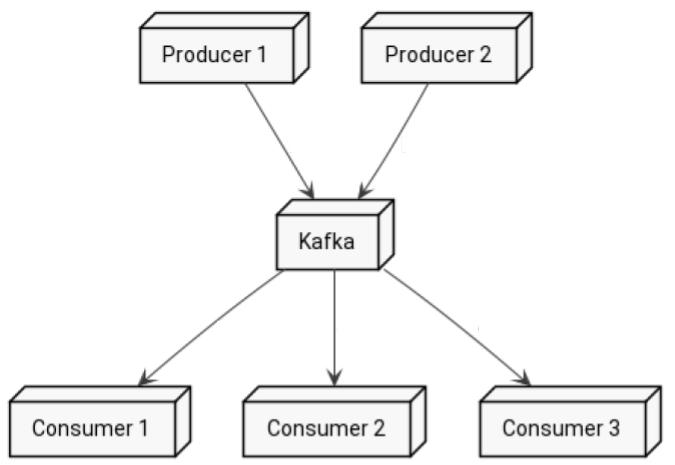 Producer 1
Producer 2
Kafka
Consumer 1
Consumer 2
Consumer 3